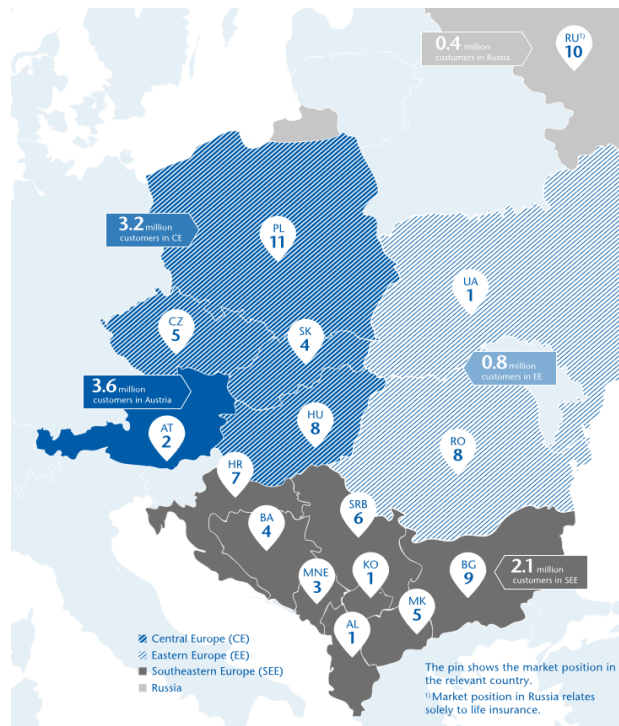 0.4 million
customers in Russia
RU¹⁾
10
3.2 million
customers in CE
PL
11
UA
1
CZ
5
SK
4
0.8 million
customers in EE
3.6 million
customers in Austria
AT
2
HU
8
RO
8
HR
7
SRB
6
BA
4
2.1 million
customers in SEE
MNE
3
KO
1
BG
9
MK
5
AL
1
Central Europe (CE)
Eastern Europe (EE)
Southeastern Europe (SEE)
Russia
The pin shows the market position in
the relevant country.
¹⁾ Market position in Russia relates
solely to life insurance.